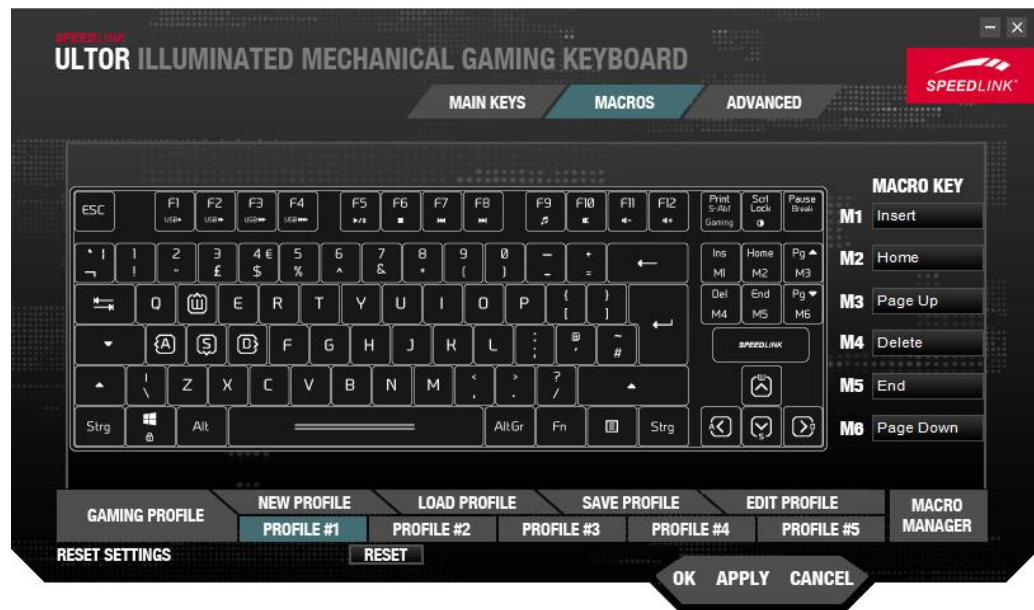 SPEEDLINK
ULTOR ILLUMINATED MECHANICAL GAMING KEYBOARD
SPEEDLINK
MAIN KEYS MACROS ADVANCED
MACRO KEY
ESC F1 F2 F3 F4 F5 F6 F7 F8 F9 F10 F11 F12 Print Scrl Pause
S-Abf Lock Break
USB USB USB USB Gaming
M1 Insert
1 2 3 4 € 5 6 7 8 9 0 — + Ins Home Pg
! " £ $ % ^ & * ( ) - = M1 M2 M3
M2 Home
Q W E R T Y U I O P { } Del End Pg
[ ] M4 M5 M6
M3 Page Up
A S D F G H J K L : @ ~ SPEEDLINK
; ' #
M4 Delete
| Z X C V B N M < > ? W
\ , . /
M5 End
Strg Alt AltGr Fn Strg A S D
M6 Page Down
GAMING PROFILE NEW PROFILE LOAD PROFILE SAVE PROFILE EDIT PROFILE MACRO MANAGER
PROFILE #1 PROFILE #2 PROFILE #3 PROFILE #4 PROFILE #5
RESET SETTINGS RESET
OK APPLY CANCEL